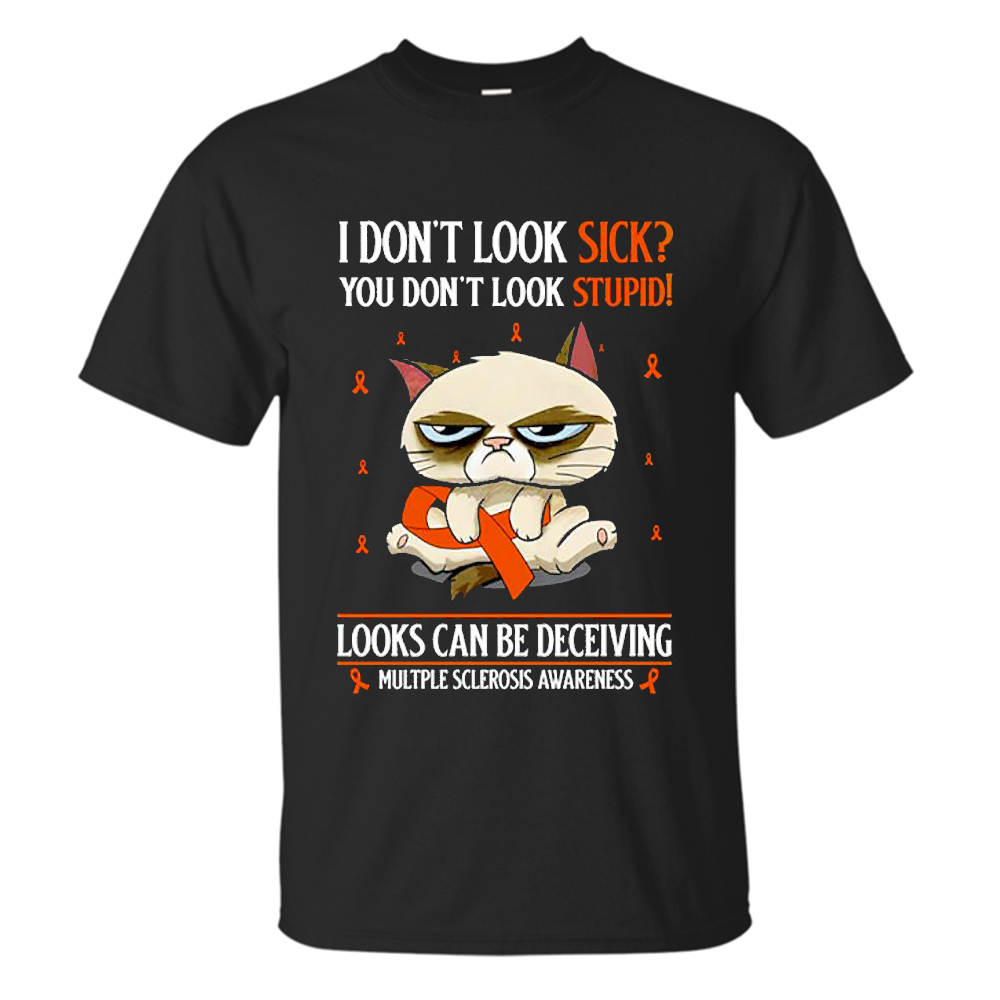 I DON'T LOOK SICK?
YOU DON'T LOOK STUPID!
LOOKS CAN BE DECEIVING
MULTPLE SCLEROSIS AWARENESS